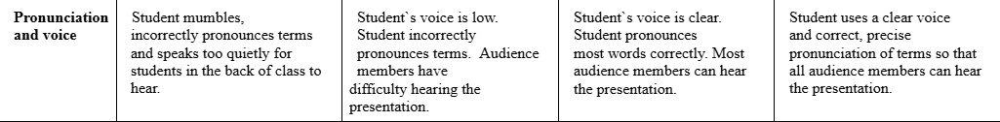 Pronunciation
and voice
Student mumbles,
incorrectly pronounces terms
and speaks too quietly for
students in the back of class to
hear.
Student`s voice is low.
Student incorrectly
pronounces terms.  Audience
members have
difficulty hearing the
presentation.
Student`s voice is clear.
Student pronounces
most words correctly. Most
audience members can hear
the presentation.
Student uses a clear voice
and correct, precise
pronunciation of terms so that
all audience members can hear
the presentation.